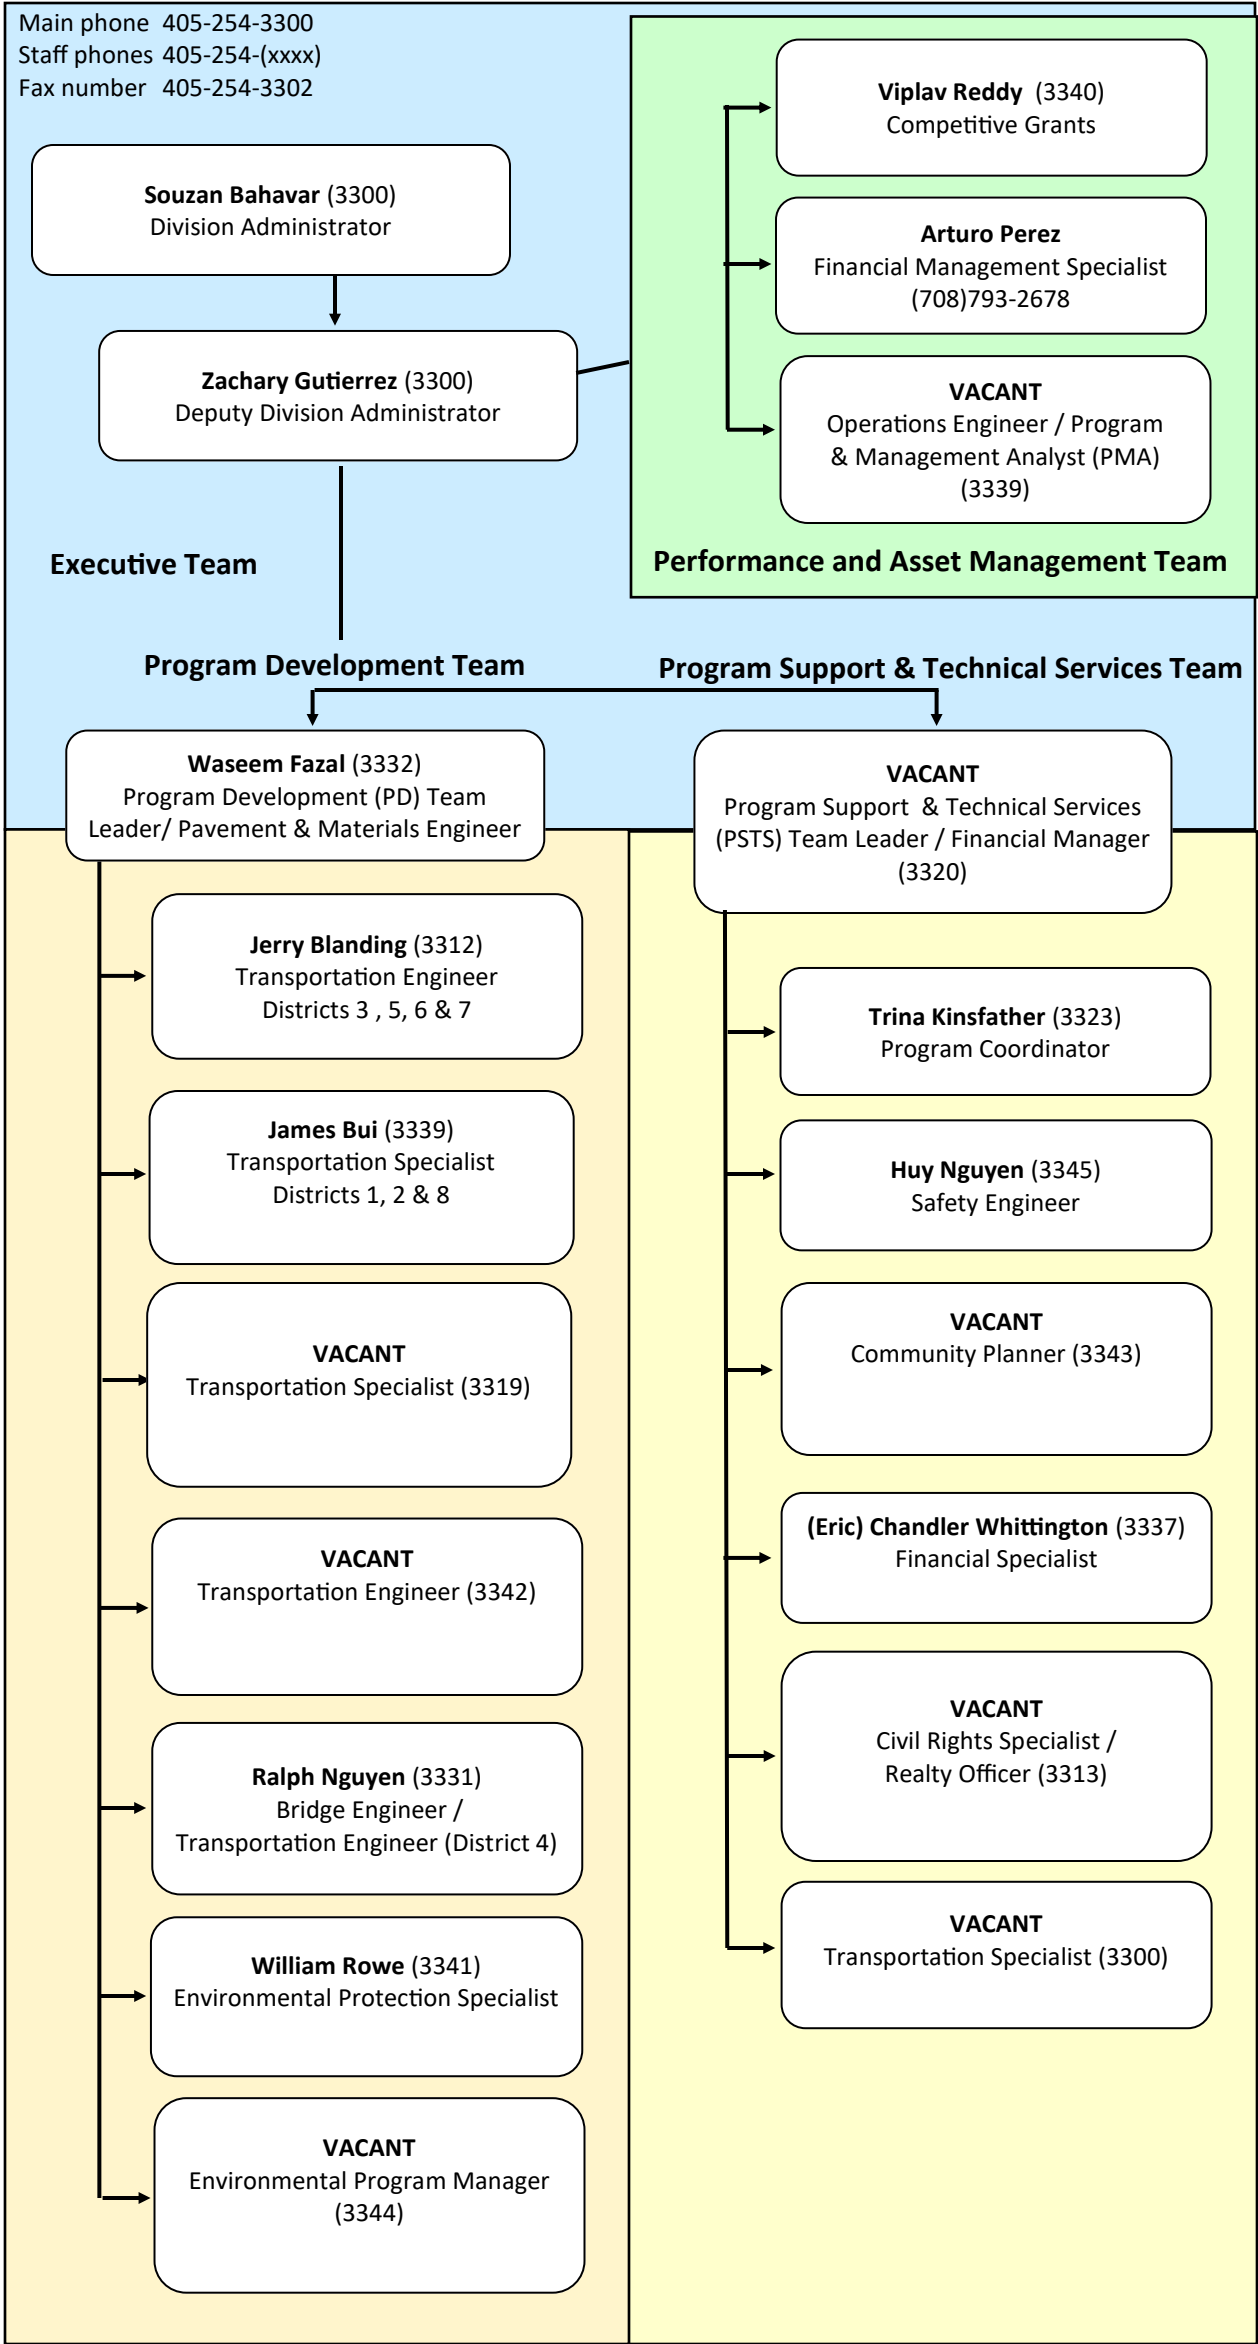 Main phone 405-254-3300
Staff phones 405-254-(xxxx)
Fax number 405-254-3302
Souzan Bahavar (3300)
Division Administrator
Zachary Gutierrez (3300)
Deputy Division Administrator
Executive Team
Viplav Reddy (3340)
Competitive Grants
Arturo Perez
Financial Management Specialist
(708)793-2678
VACANT
Operations Engineer / Program
& Management Analyst (PMA)
(3339)
Performance and Asset Management Team
Program Development Team
Program Support & Technical Services Team
Waseem Fazal (3332)
Program Development (PD) Team
Leader/ Pavement & Materials Engineer
Jerry Blanding (3312)
Transportation Engineer
Districts 3 , 5, 6 & 7
James Bui (3339)
Transportation Specialist
Districts 1, 2 & 8
VACANT
Transportation Specialist (3319)
VACANT
Transportation Engineer (3342)
Ralph Nguyen (3331)
Bridge Engineer /
Transportation Engineer (District 4)
William Rowe (3341)
Environmental Protection Specialist
VACANT
Environmental Program Manager
(3344)
VACANT
Program Support & Technical Services
(PSTS) Team Leader / Financial Manager
(3320)
Trina Kinsfather (3323)
Program Coordinator
Huy Nguyen (3345)
Safety Engineer
VACANT
Community Planner (3343)
(Eric) Chandler Whittington (3337)
Financial Specialist
VACANT
Civil Rights Specialist /
Realty Officer (3313)
VACANT
Transportation Specialist (3300)